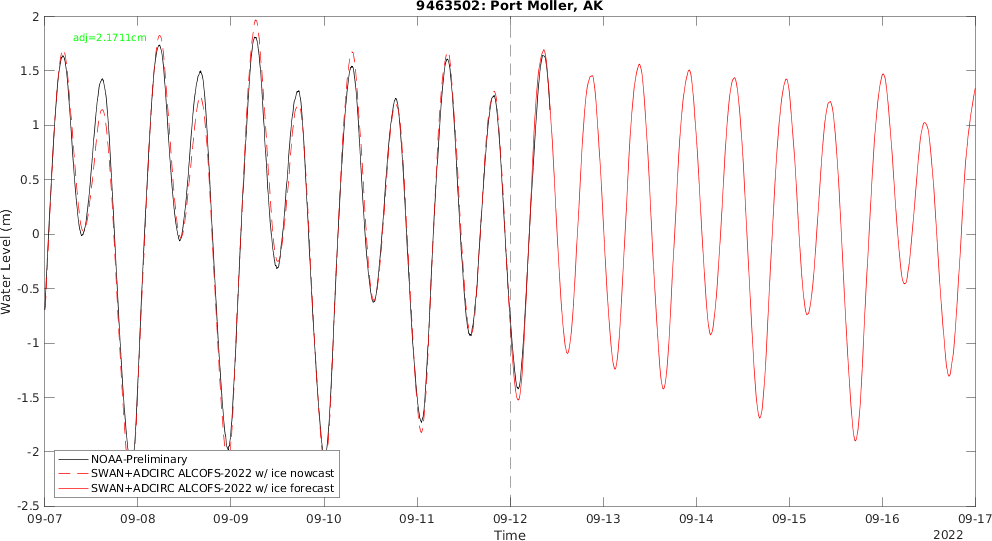 9463502: Port Moller, AK
adj=2.1711cm
2
1.5
1
0.5
0
-0.5
-1
-1.5
-2
-2.5
Water Level (m)
NOAA-Preliminary
SWAN+ADCIRC ALCOFS-2022 w/ ice nowcast
SWAN+ADCIRC ALCOFS-2022 w/ ice forecast
09-07 09-08 09-09 09-10 09-11 09-12 09-13 09-14 09-15 09-16 09-17
Time
2022